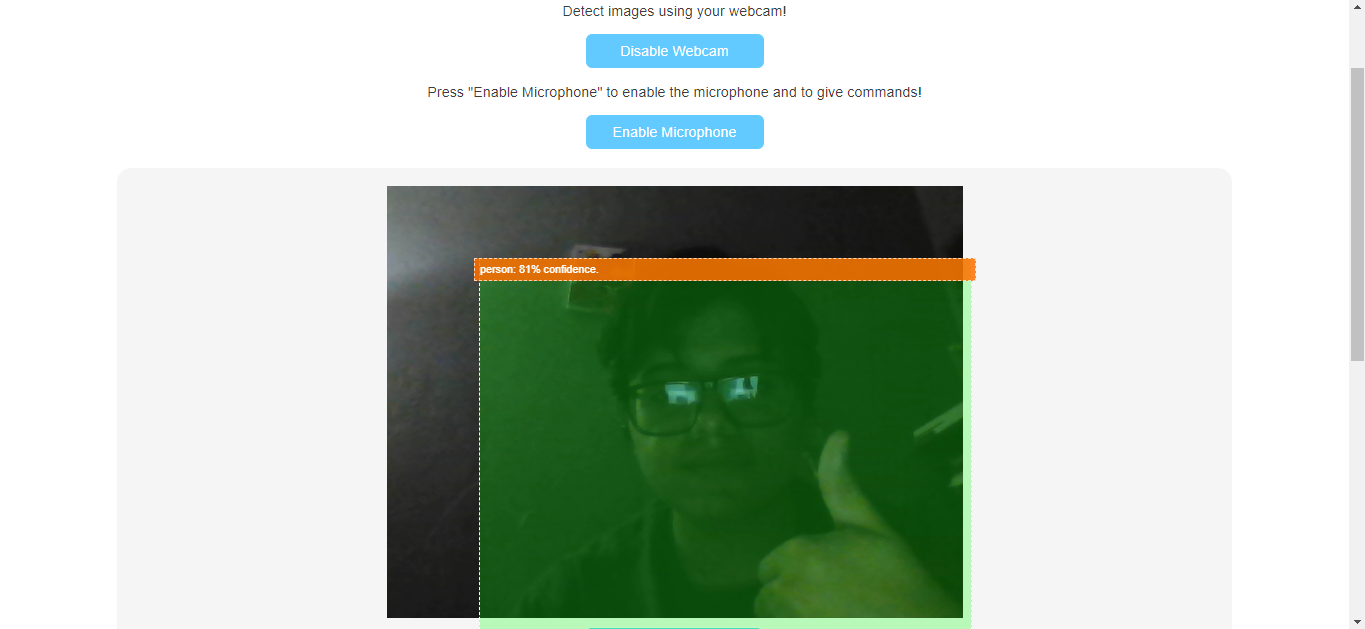 Detect images using your webcam!
Disable Webcam
Press "Enable Microphone" to enable the microphone and to give commands!
Enable Microphone
person: 81% confidence.